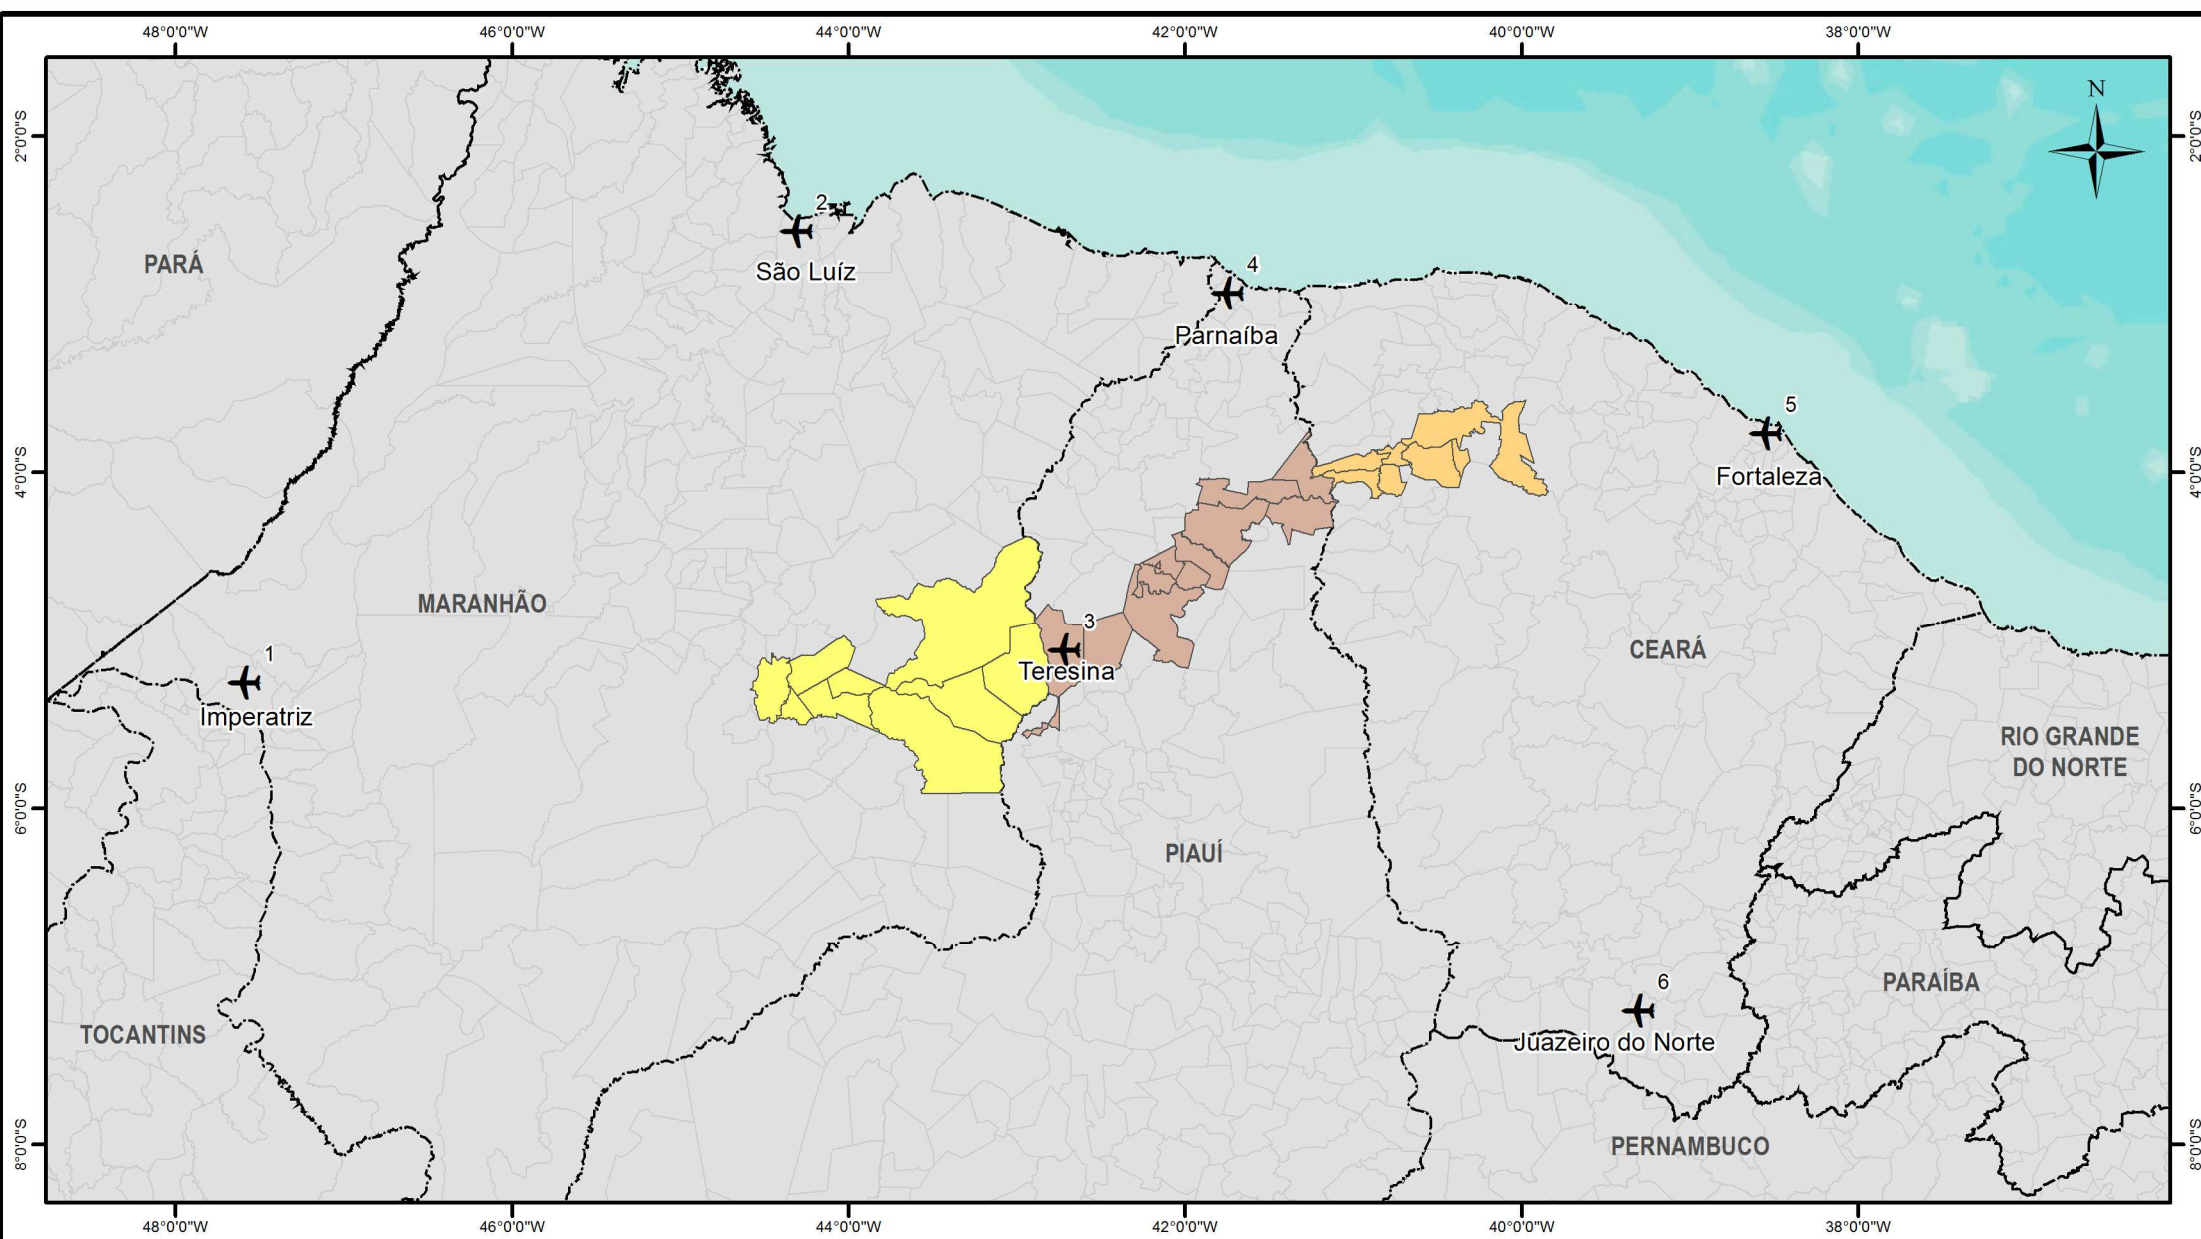 48°0'0"W 46°0'0"W 44°0'0"W 42°0'0"W 40°0'0"W 38°0'0"W
N
2°0'0"S 2°0'0"S
2
São Luíz
PARÁ
4
Parnaíba
5
Fortaleza
4°0'0"S 4°0'0"S
MARANHÃO
3
Teresina
CEARÁ
1
Imperatriz
RIO GRANDE
DO NORTE
6°0'0"S 6°0'0"S
PIAUÍ
6
Juazeiro do Norte
PARAÍBA
TOCANTINS
PERNAMBUCO
8°0'0"S 8°0'0"S
48°0'0"W 46°0'0"W 44°0'0"W 42°0'0"W 40°0'0"W 38°0'0"W